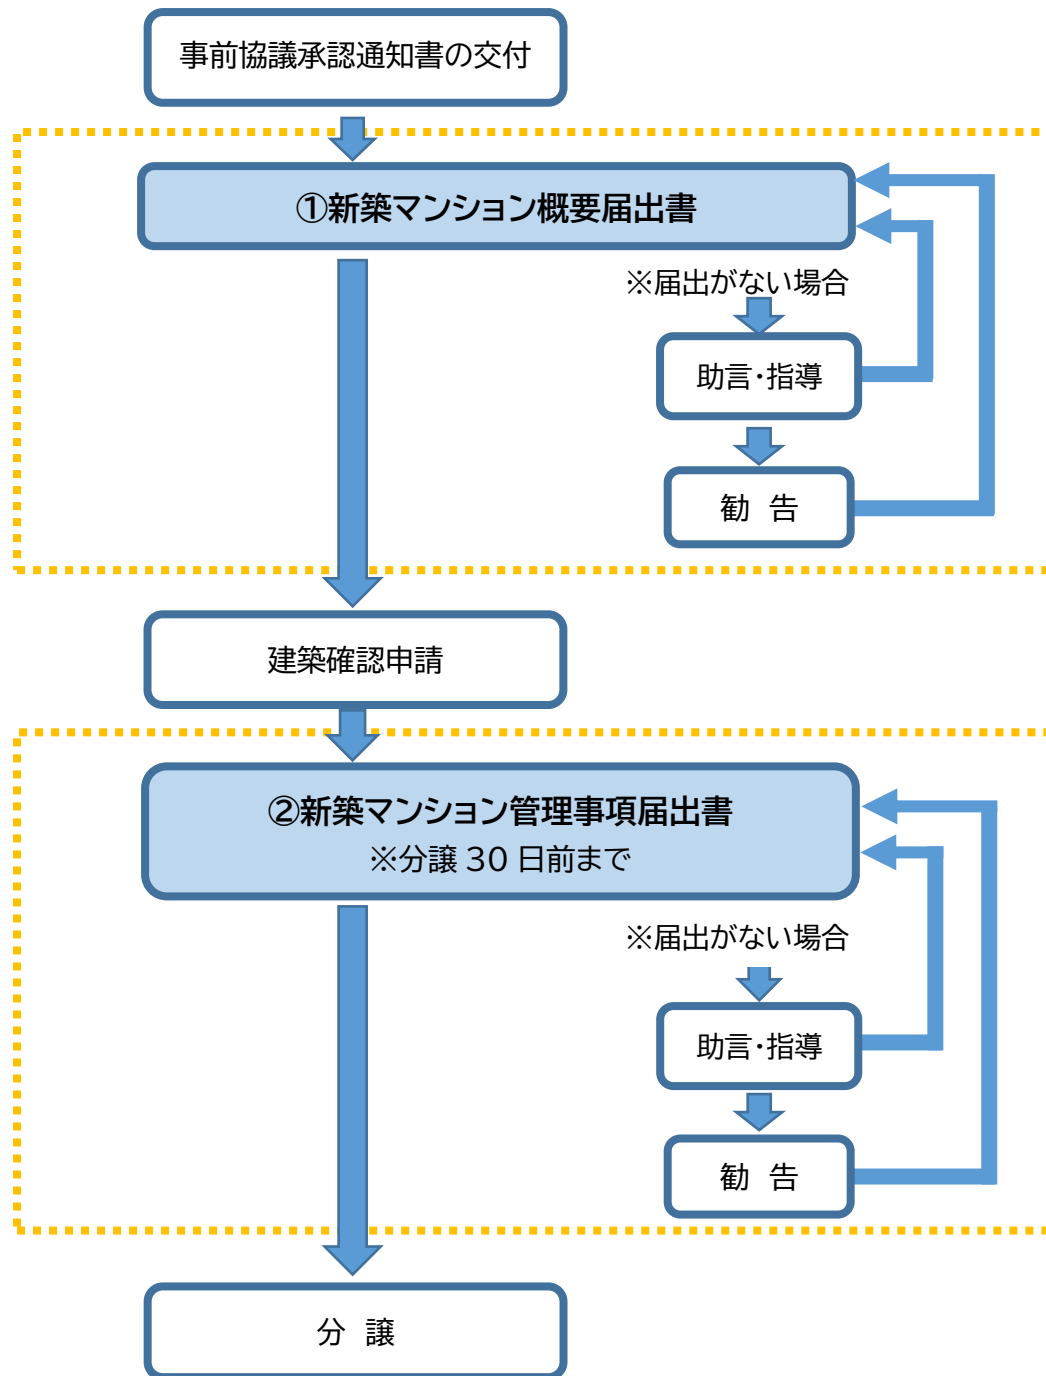 事前協議承認通知書の交付
①新築マンション概要届出書
※届出がない場合
助言・指導
勧 告
建築確認申請
②新築マンション管理事項届出書
※分譲 30 日前まで
※届出がない場合
助言・指導
勧 告
分 譲